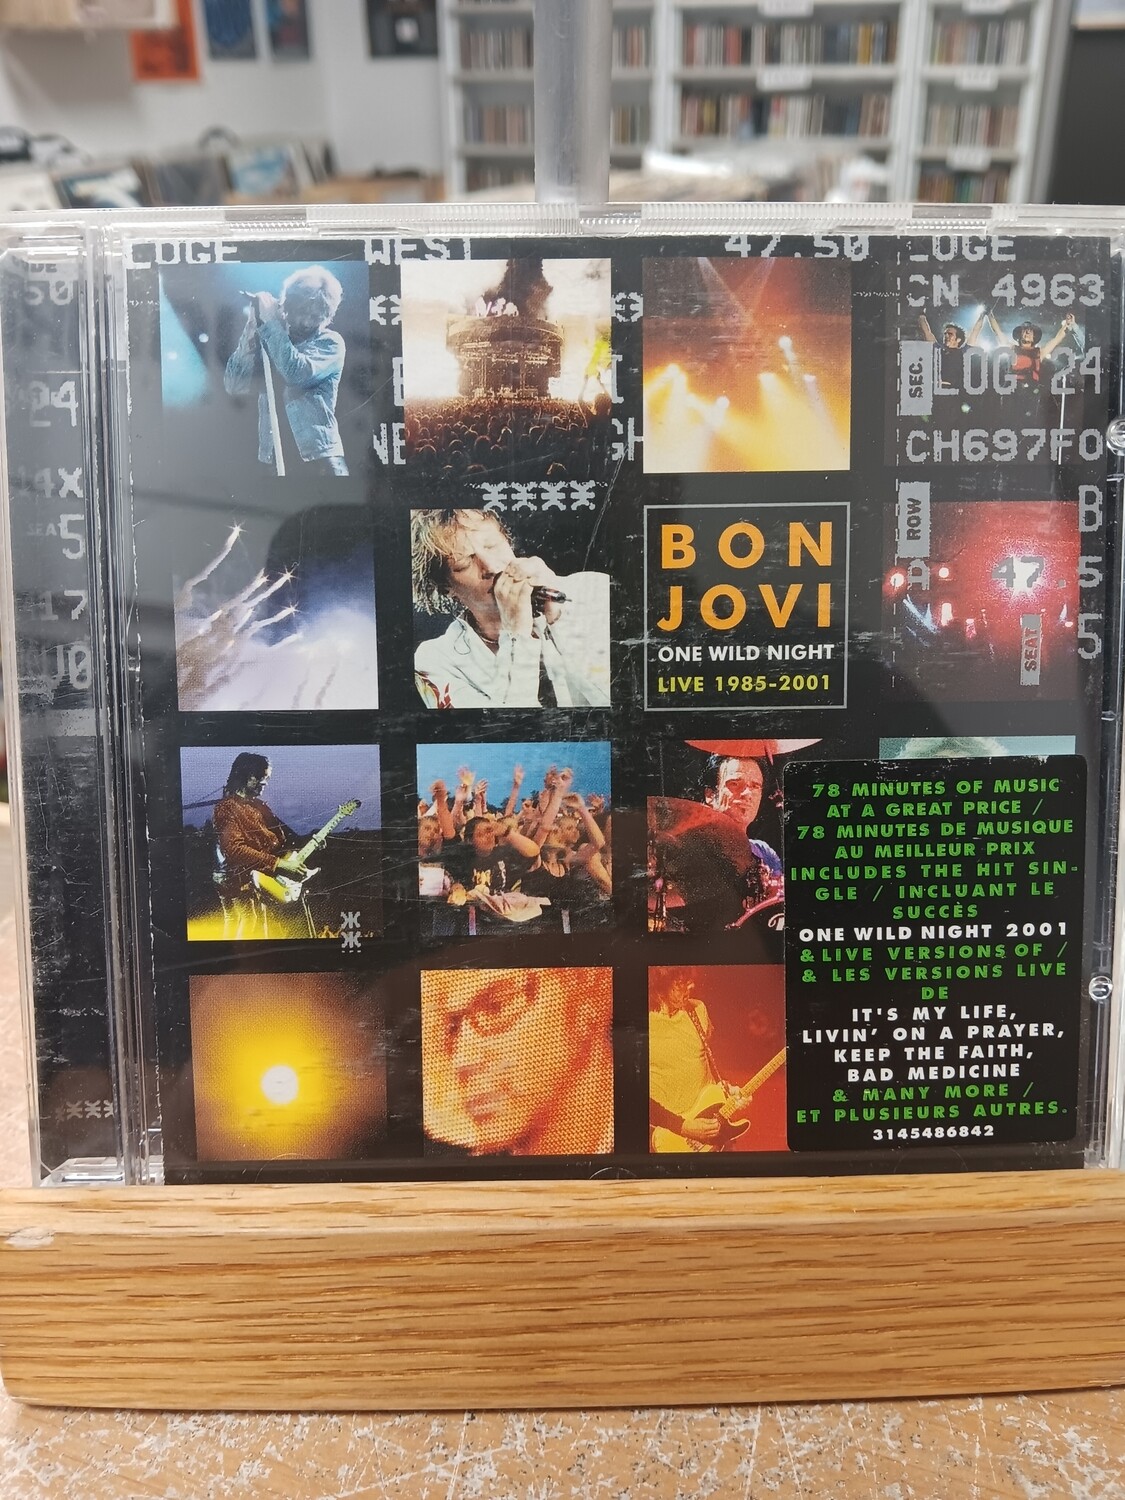 LOGE WEST 47.50 LOGE
CN 4963
SEC.
LOG 24
CH697FO
ROW
B
47.5
SEAT
5
50
24
4X
SEA
5
17
BON
JOVI
ONE WILD NIGHT
LIVE 1985-2001
78 MINUTES OF MUSIC
AT A GREAT PRICE /
78 MINUTES DE MUSIQUE
AU MEILLEUR PRIX
INCLUDES THE HIT SIN-
GLE / INCLUANT LE
SUCCÈS
ONE WILD NIGHT 2001
& LIVE VERSIONS OF /
& LES VERSIONS LIVE
DE
IT'S MY LIFE,
LIVIN' ON A PRAYER,
KEEP THE FAITH,
BAD MEDICINE
& MANY MORE /
ET PLUSIEURS AUTRES.
3145486842